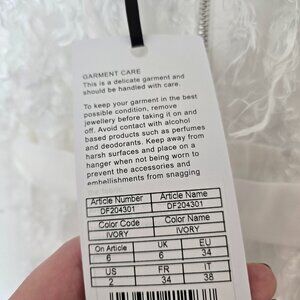 GARMENT CARE
This is a delicate garment and
should be handled with care.
To keep your garment in the best
possible condition, remove
jewellery before taking it on and
off. Avoid contact with alcohol
based products such as perfumes
and deodorants. Keep away from
harsh surfaces and place on a
hanger when not being worn to
prevent the accessories and
embellishments from snagging
Article Number Article Name
DF204301 DF204301
Color Code Color Name
IVORY IVORY
On Article UK EU
6 6 34
US FR IT
2 34 38